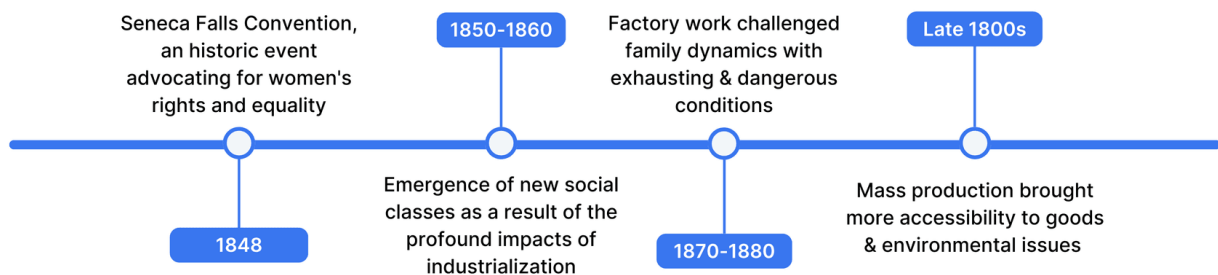 Seneca Falls Convention,
an historic event
advocating for women's
rights and equality
1848
1850-1860
Emergence of new social
classes as a result of the
profound impacts of
industrialization
Factory work challenged
family dynamics with
exhausting & dangerous
conditions
1870-1880
Late 1800s
Mass production brought
more accessibility to goods
& environmental issues